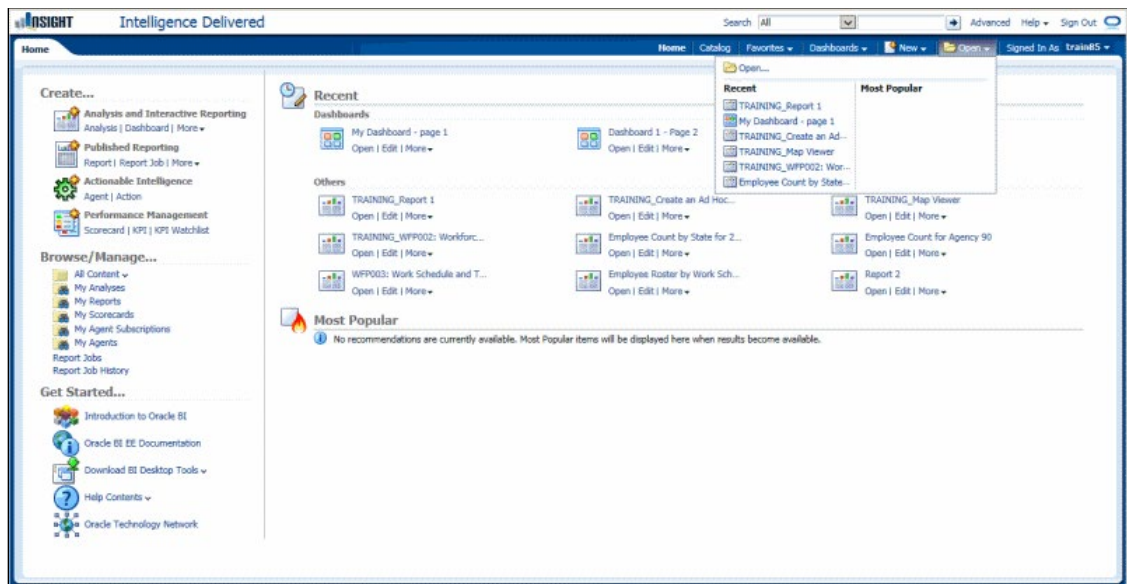 INSIGHT Intelligence Delivered
Search All Advanced Help Sign Out
Home
Home Catalog Favorites Dashboards New Open Signed In As train85
Open...
Recent Most Popular
TRAINING_Report 1
My Dashboard - page 1
TRAINING_Create an Ad-...
TRAINING_Map Viewer
TRAINING_WFP002: Wor...
Employee Count by State...
Create...
Analysis and Interactive Reporting
Analysis | Dashboard | More
Published Reporting
Report | Report Job | More
Actionable Intelligence
Agent | Action
Performance Management
Scorecard | KPI | KPI Watchlist
Browse/Manage...
All Content
My Analyses
My Reports
My Scorecards
My Agent Subscriptions
My Agents
Report Jobs
Report Job History
Get Started...
Introduction to Oracle BI
Oracle BI EE Documentation
Download BI Desktop Tools
Help Contents
Oracle Technology Network
Recent
Dashboards
My Dashboard - page 1 Dashboard 1 - Page 2
Open | Edit | More Open | Edit | More
Others
TRAINING_Report 1 TRAINING_Create an Ad Hoc... TRAINING_Map Viewer
Open | Edit | More Open | Edit | More Open | Edit | More
TRAINING_WFP002: Workforc... Employee Count by State for 2... Employee Count for Agency 90
Open | Edit | More Open | Edit | More Open | Edit | More
WFP003: Work Schedule and T... Employee Roster by Work Sch... Report 2
Open | Edit | More Open | Edit | More Open | Edit | More
Most Popular
No recommendations are currently available. Most Popular items will be displayed here when results become available.